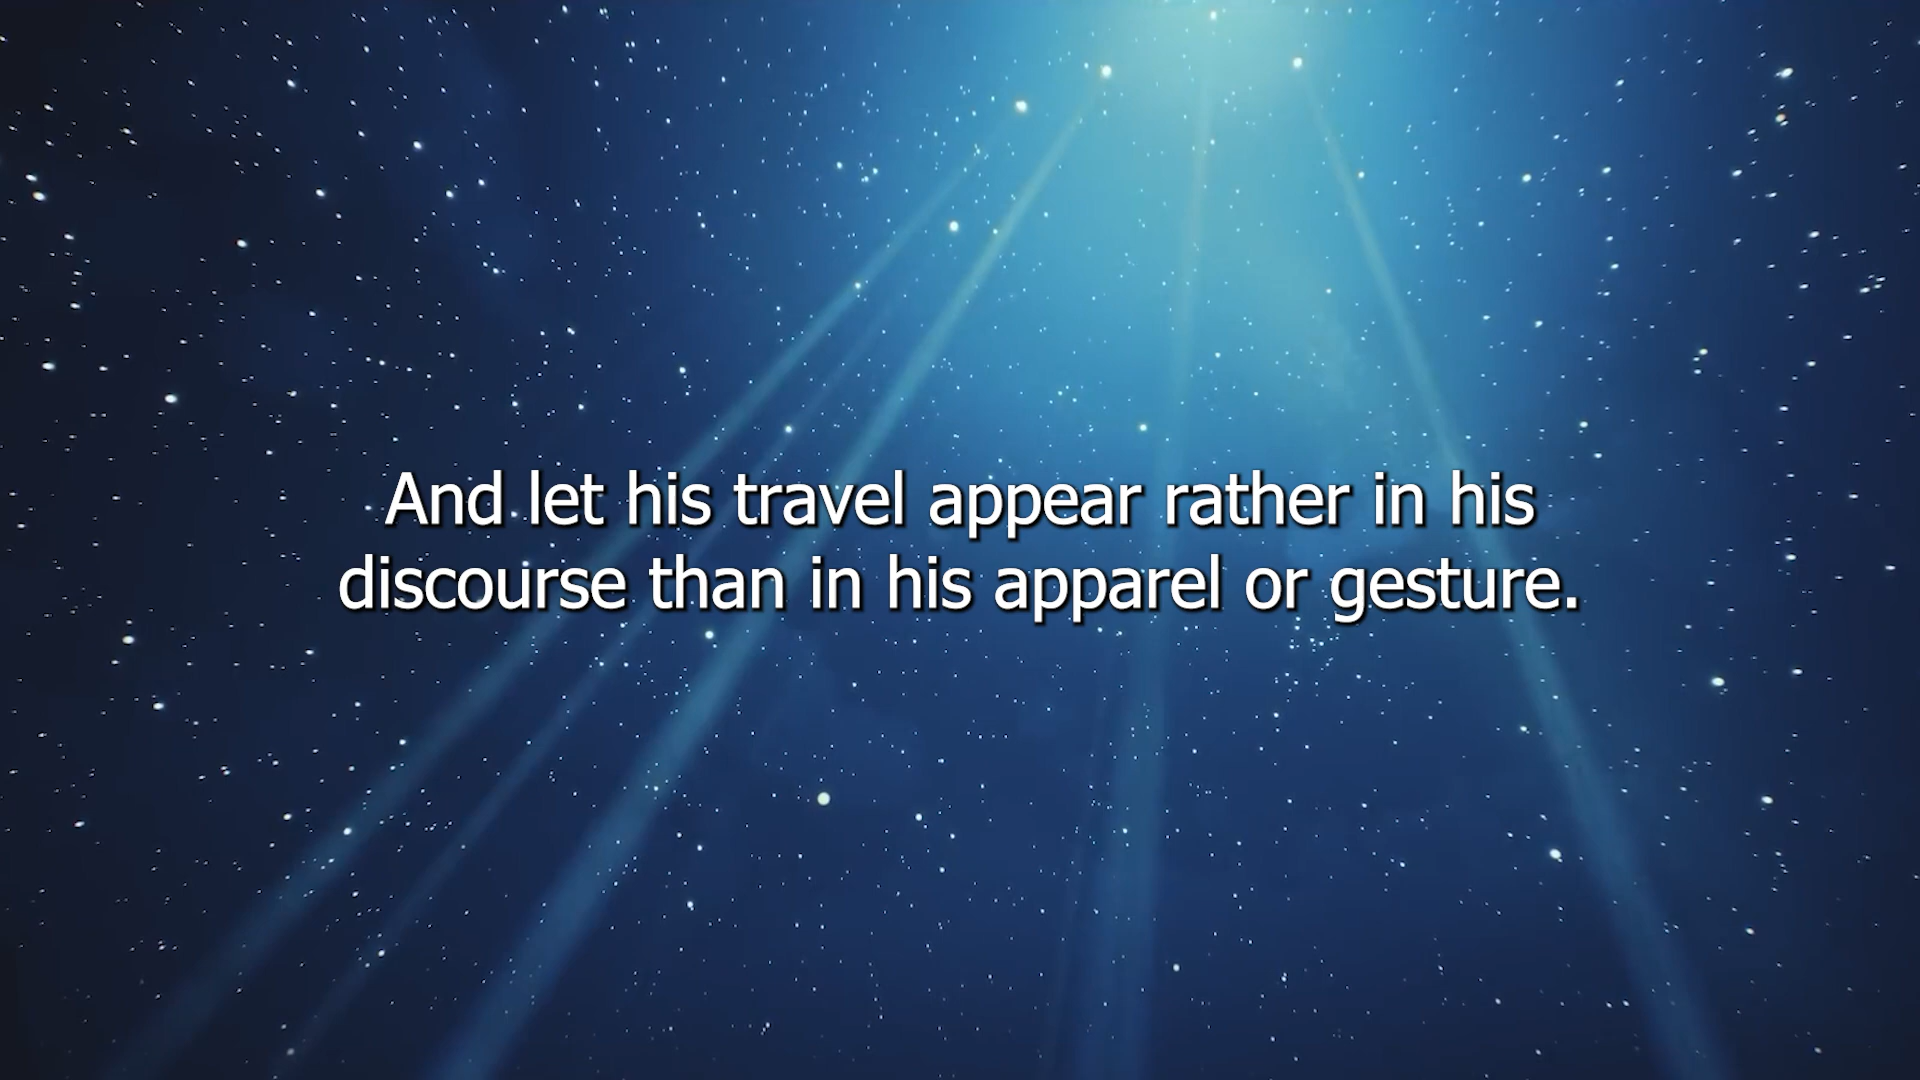 And let his travel appear rather in his
discourse than in his apparel or gesture.